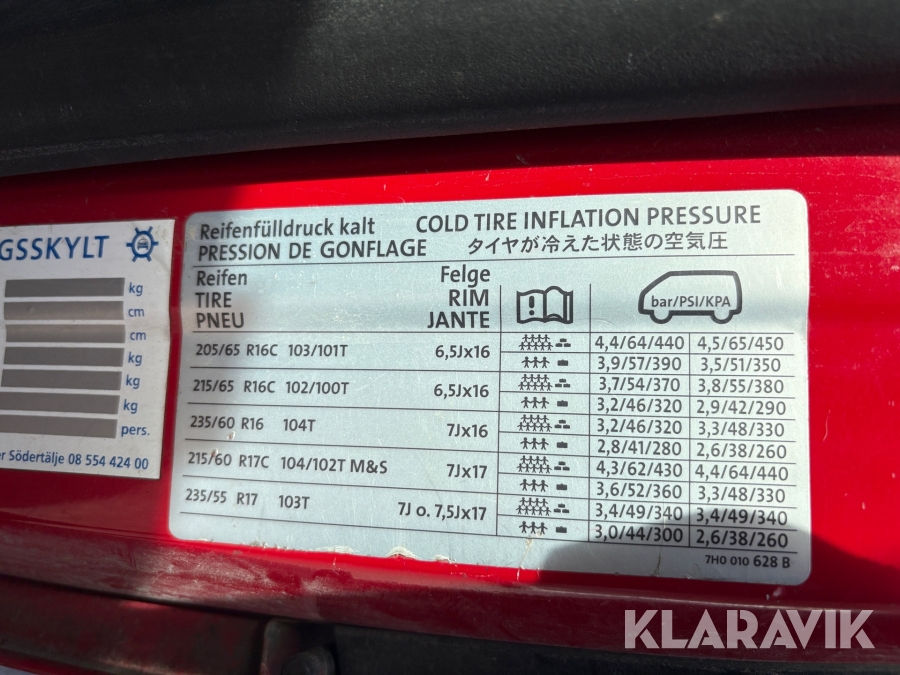 GSSKYLT
kg
cm
cm
kg
kg
kg
pers.
er Södertälje 08 554 424 00
Reifenfülldruck kalt COLD TIRE INFLATION PRESSURE
PRESSION DE GONFLAGE タイヤが冷えた状態の空気圧
Reifen Felge
TIRE RIM bar/PSI/KPA
PNEU JANTE
205/65 R16C 103/101T 6,5Jx16 4,4/64/440 4,5/65/450
3,9/57/390 3,5/51/350
215/65 R16C 102/100T 6,5Jx16 3,7/54/370 3,8/55/380
3,2/46/320 2,9/42/290
235/60 R16 104T 7Jx16 3,2/46/320 3,3/48/330
2,8/41/280 2,6/38/260
215/60 R17C 104/102T M&S 7Jx17 4,3/62/430 4,4/64/440
3,6/52/360 3,3/48/330
235/55 R17 103T 7J o. 7,5Jx17 3,4/49/340 3,4/49/340
3,0/44/300 2,6/38/260
7H0 010 628 B
KLARAVIK